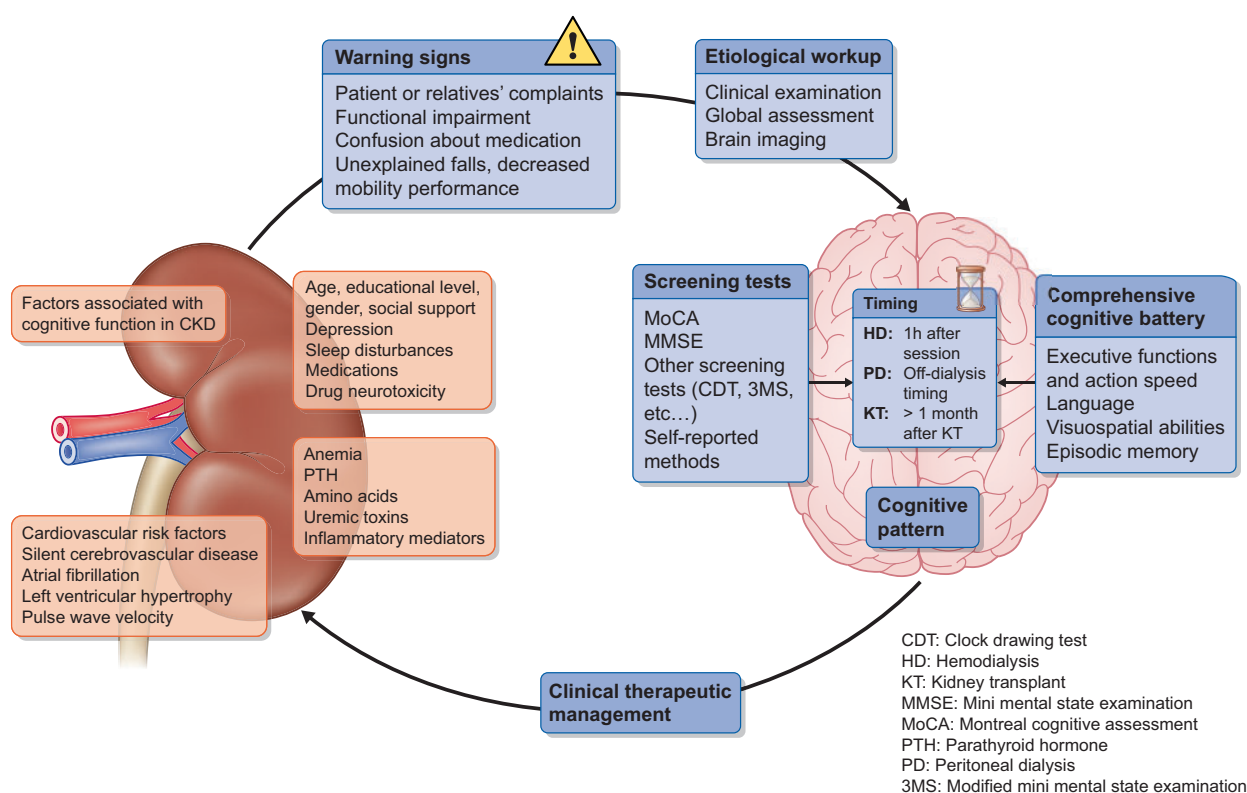 Warning signs
Patient or relatives’ complaints
Functional impairment
Confusion about medication
Unexplained falls, decreased
mobility performance
Etiological workup
Clinical examination
Global assessment
Brain imaging
Factors associated with
cognitive function in CKD
Age, educational level,
gender, social support
Depression
Sleep disturbances
Medications
Drug neurotoxicity
Anemia
PTH
Amino acids
Uremic toxins
Inflammatory mediators
Cardiovascular risk factors
Silent cerebrovascular disease
Atrial fibrillation
Left ventricular hypertrophy
Pulse wave velocity
Screening tests
MoCA
MMSE
Other screening
tests (CDT, 3MS,
etc…)
Self-reported
methods
Timing
HD: 1h after
session
PD: Off-dialysis
timing
KT: > 1 month
after KT
Comprehensive
cognitive battery
Executive functions
and action speed
Language
Visuospatial abilities
Episodic memory
Cognitive
pattern
Clinical therapeutic
management
CDT: Clock drawing test
HD: Hemodialysis
KT: Kidney transplant
MMSE: Mini mental state examination
MoCA: Montreal cognitive assessment
PTH: Parathyroid hormone
PD: Peritoneal dialysis
3MS: Modified mini mental state examination